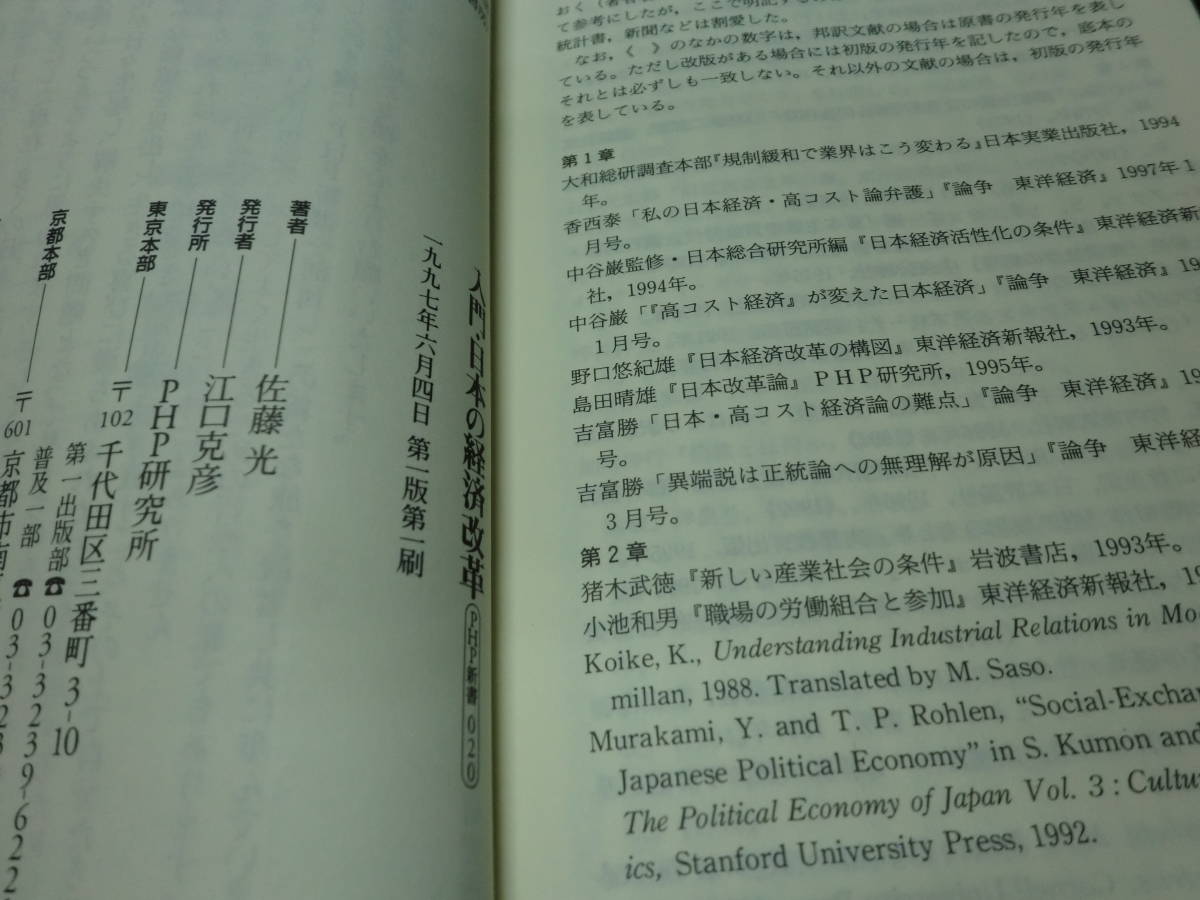 入門・日本の経済改革
PHP新書 020
一九九七年六月四日 第一版第一刷
著者――佐藤光
発行者――江口克彦
発行所――PHP研究所
東京本部――〒102 千代田区三番町3-10
第一出版部 ☎03-3239-622
普及一部 ☎03-323
京都本部――〒601 京都市南
て参考にしたが，ここで明記する
統計書，新聞などは割愛した。
なお，〈 〉のなかの数字は，邦訳文献の場合は原書の発行年を表し
ている。ただし改版がある場合には初版の発行年を記したので，底本の
それとは必ずしも一致しない。それ以外の文献の場合は，初版の発行年
を表している。
第1章
大和総研調査本部『規制緩和で業界はこう変わる』日本実業出版社，1994
年。
香西泰「私の日本経済・高コスト論弁護」『論争 東洋経済』1997年1
月号。
中谷巌監修・日本総合研究所編『日本経済活性化の条件』東洋経済新
社，1994年。
中谷巌「『高コスト経済』が変えた日本経済」『論争 東洋経済』19
1月号。
野口悠紀雄『日本経済改革の構図』東洋経済新報社，1993年。
島田晴雄『日本改革論』PHP研究所，1995年。
吉富勝「日本・高コスト経済論の難点」『論争 東洋経済』1
号。
吉富勝「異端説は正統論への無理解が原因」『論争 東洋経
3月号。
第2章
猪木武徳『新しい産業社会の条件』岩波書店，1993年。
小池和男『職場の労働組合と参加』東洋経済新報社，1
Koike, K., Understanding Industrial Relations in Mo
millan, 1988. Translated by M. Saso.
Murakami, Y. and T. P. Rohlen, “Social-Exchan
Japanese Political Economy” in S. Kumon and
The Political Economy of Japan Vol. 3 : Cultu
ics, Stanford University Press, 1992.